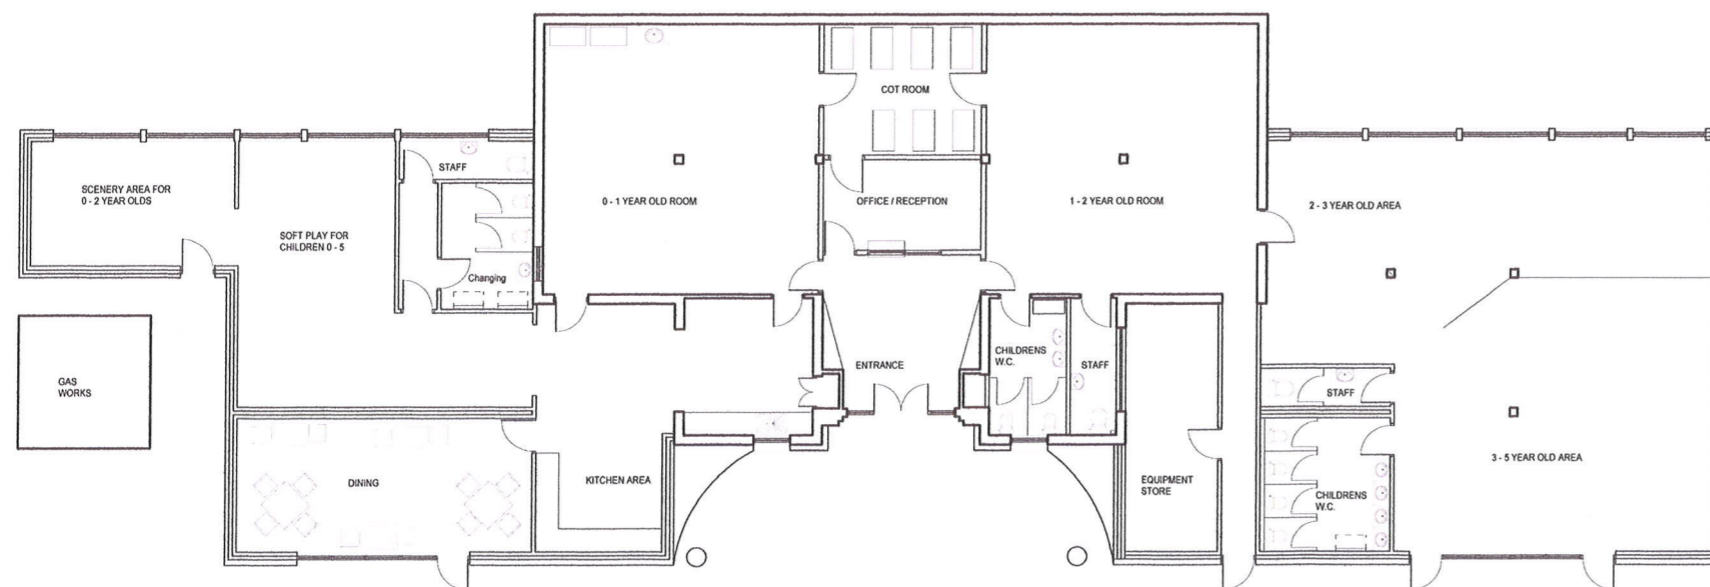 COT ROOM
STAFF
SCENERY AREA FOR
0 - 2 YEAR OLDS
0 - 1 YEAR OLD ROOM
OFFICE / RECEPTION
1 - 2 YEAR OLD ROOM
2 - 3 YEAR OLD AREA
SOFT PLAY FOR
CHILDREN 0 - 5
Changing
GAS
WORKS
ENTRANCE
CHILDRENS
W.C.
STAFF
STAFF
DINING
KITCHEN AREA
EQUIPMENT
STORE
3 - 5 YEAR OLD AREA
CHILDRENS
W.C.